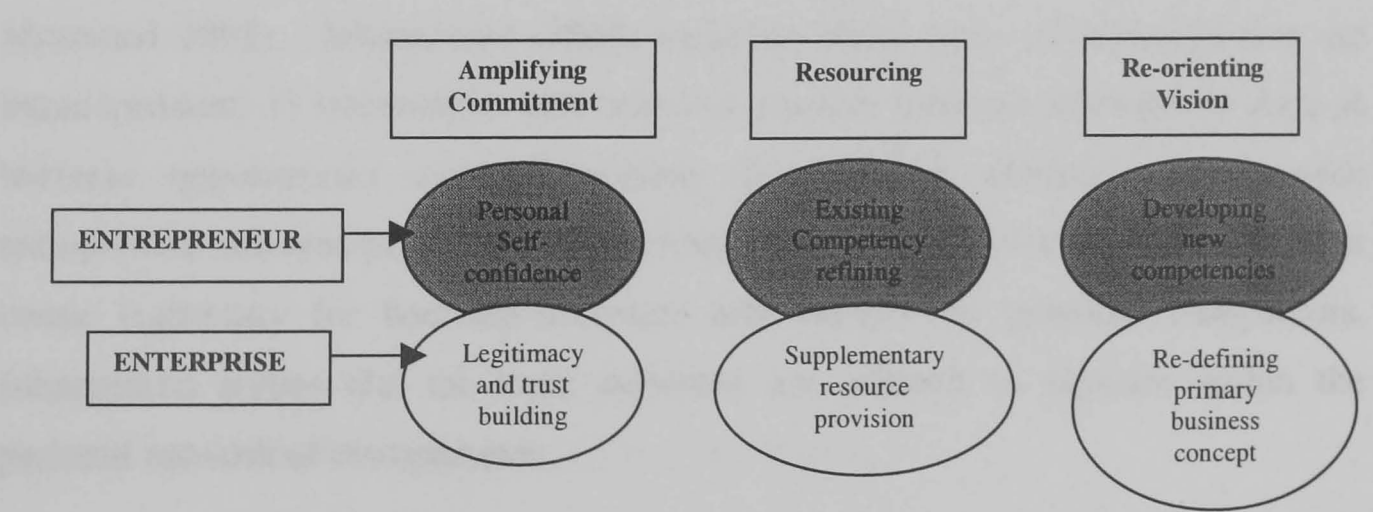 Amplifying
Commitment
Resourcing
Re-orienting
Vision
ENTREPRENEUR
Personal
Self-
confidence
Existing
Competency
refining
Developing
new
competencies
ENTERPRISE
Legitimacy
and trust
building
Supplementary
resource
provision
Re-defining
primary
business
concept